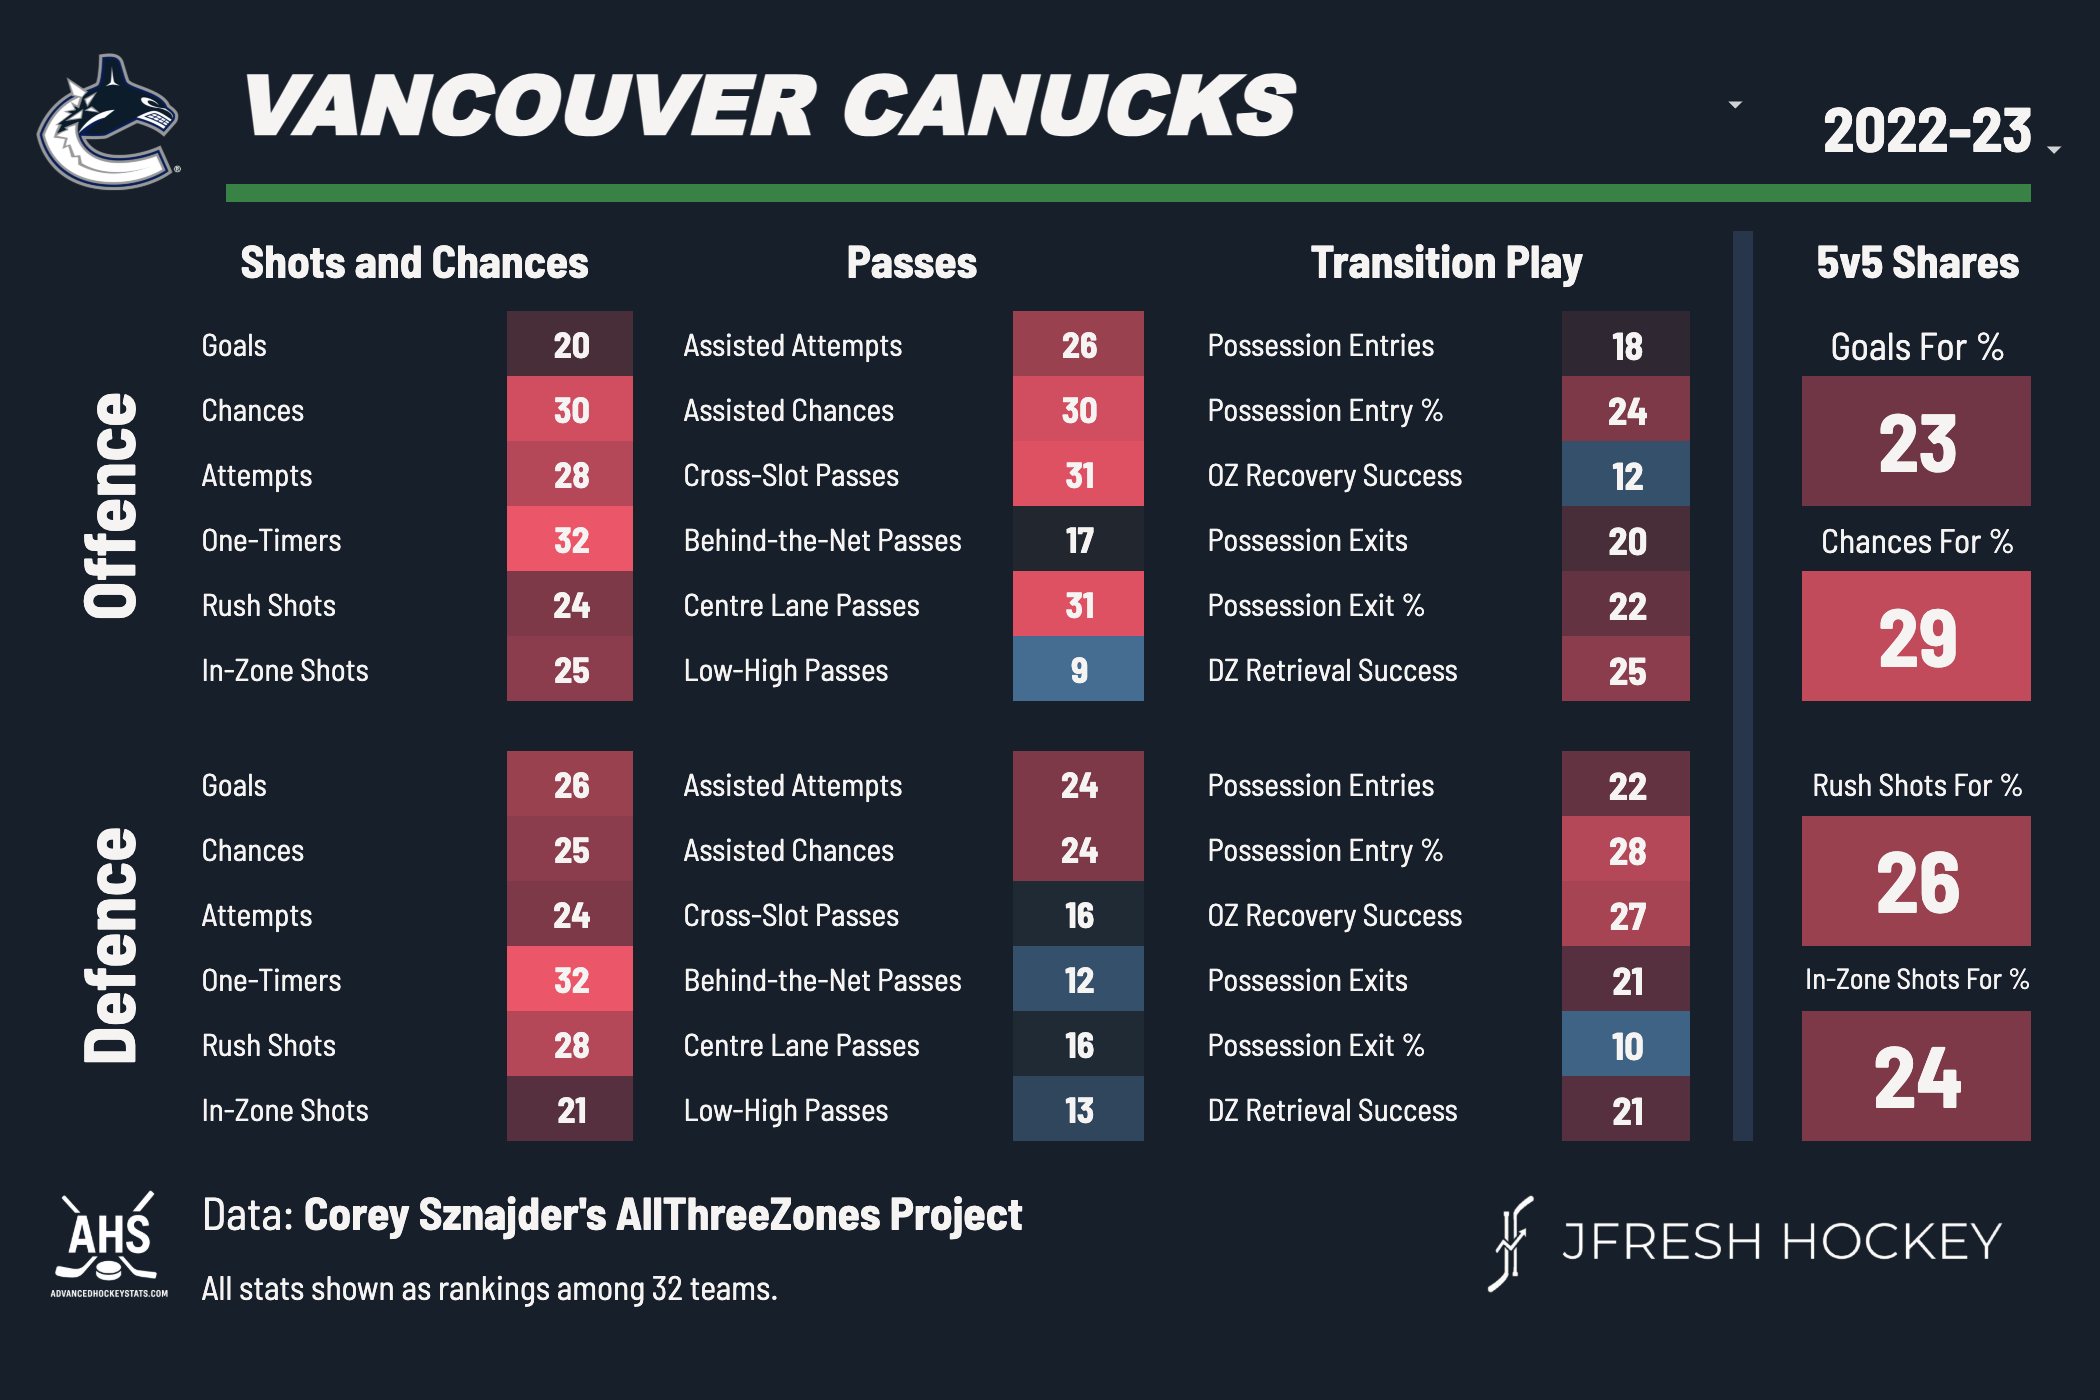 VANCOUVER CANUCKS
2022-23
Shots and Chances
Passes
Transition Play
5v5 Shares
Offence
Goals 20
Chances 30
Attempts 28
One-Timers 32
Rush Shots 24
In-Zone Shots 25
Assisted Attempts 26
Assisted Chances 30
Cross-Slot Passes 31
Behind-the-Net Passes 17
Centre Lane Passes 31
Low-High Passes 9
Possession Entries 18
Possession Entry % 24
OZ Recovery Success 12
Possession Exits 20
Possession Exit % 22
DZ Retrieval Success 25
Goals For %
23
Chances For %
29
Defence
Goals 26
Chances 25
Attempts 24
One-Timers 32
Rush Shots 28
In-Zone Shots 21
Assisted Attempts 24
Assisted Chances 24
Cross-Slot Passes 16
Behind-the-Net Passes 12
Centre Lane Passes 16
Low-High Passes 13
Possession Entries 22
Possession Entry % 28
OZ Recovery Success 27
Possession Exits 21
Possession Exit % 10
DZ Retrieval Success 21
Rush Shots For %
26
In-Zone Shots For %
24
AHS
ADVANCEDHOCKEYSTATS.COM
Data: Corey Sznajder's AllThreeZones Project
All stats shown as rankings among 32 teams.
JFRESH HOCKEY